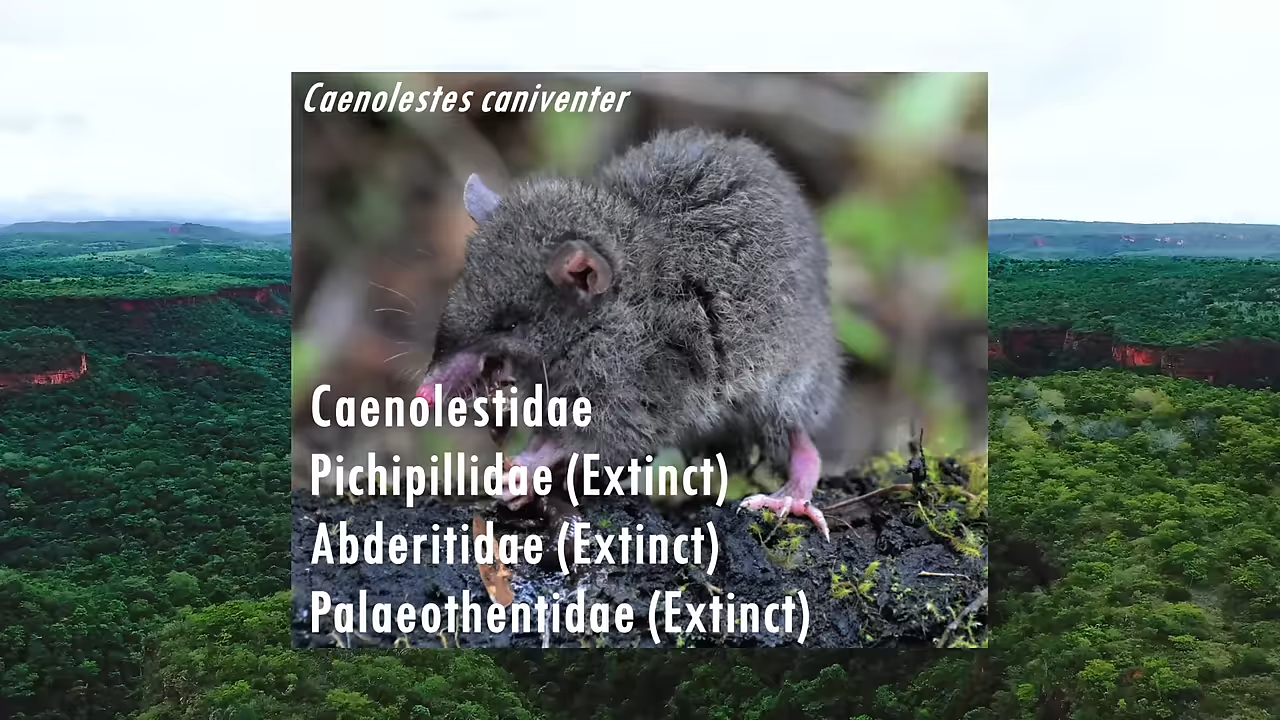 Caenolestes caniventer
Caenolestidae
Pichipillidae (Extinct)
Abderitidae (Extinct)
Palaeothentidae (Extinct)